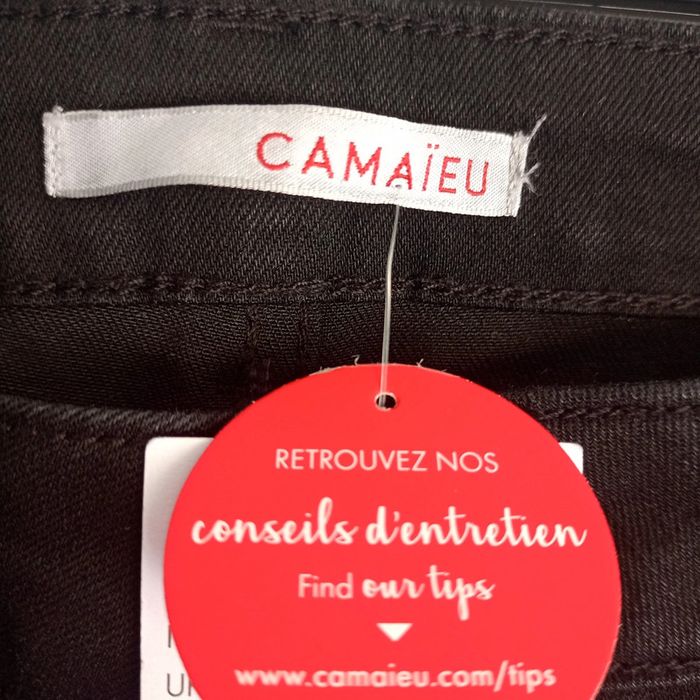 CAMAÏEU
RETROUVEZ NOS
conseils d'entretien
Find our tips
www.camaieu.com/tips